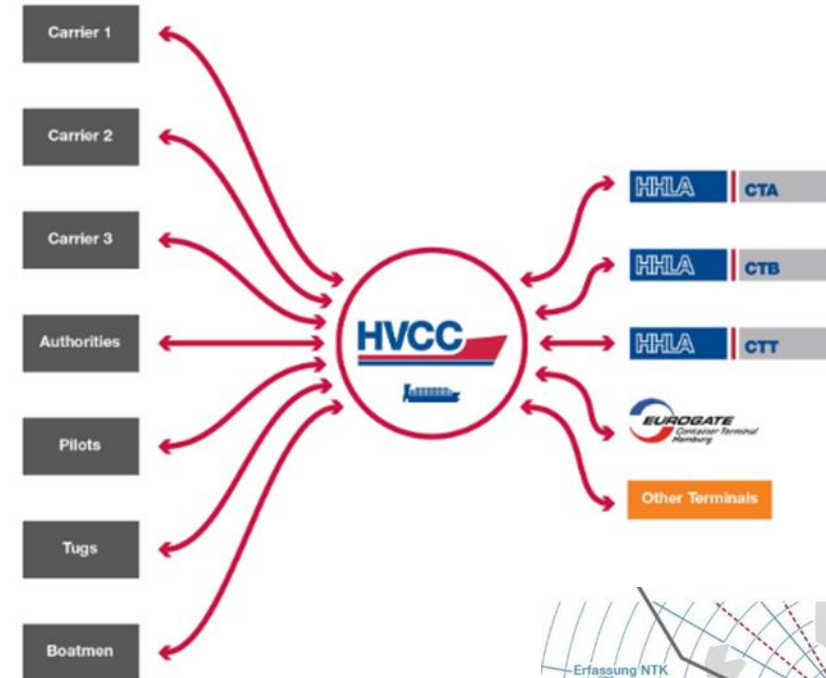 Carrier 1
Carrier 2
Carrier 3
Authorities
Pilots
Tugs
Boatmen
HVCC
HHLA CTA
HHLA CTB
HHLA CTT
EUROGATE
Container Terminal
Hamburg
Other Terminals
Erfassung NTK